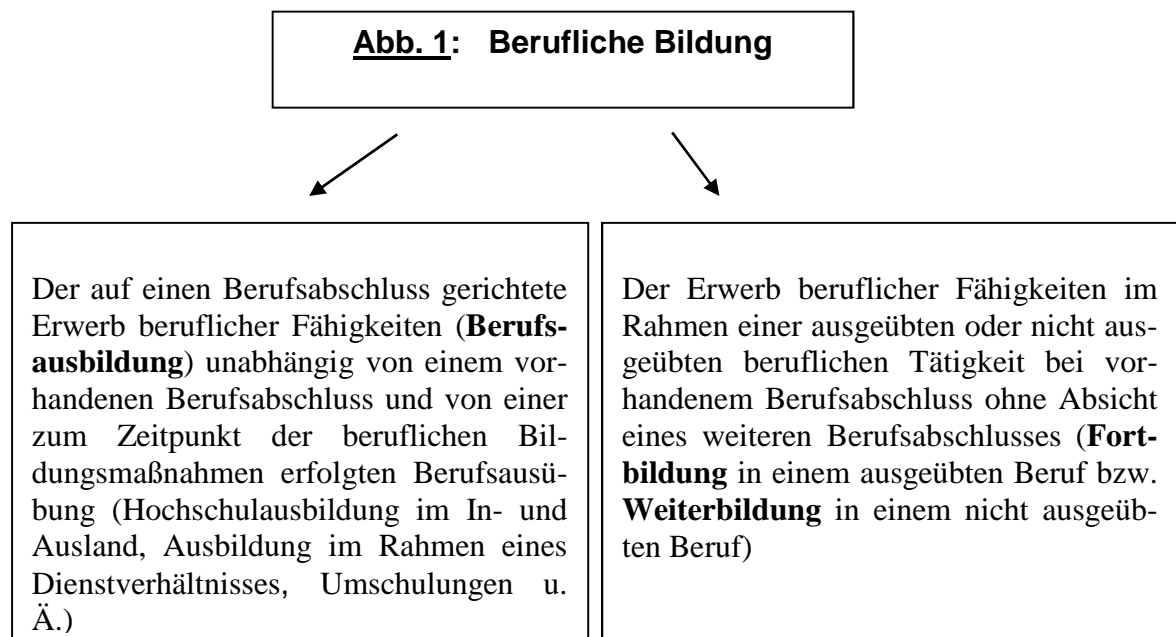 Abb. 1: Berufliche Bildung
Der auf einen Berufsabschluss gerichtete
Erwerb beruflicher Fähigkeiten (Berufs-
ausbildung) unabhängig von einem vor-
handenen Berufsabschluss und von einer
zum Zeitpunkt der beruflichen Bil-
dungsmaßnahmen erfolgten Berufsausü-
bung (Hochschulausbildung im In- und
Ausland, Ausbildung im Rahmen eines
Dienstverhältnisses, Umschulungen u.
Ä.)
Der Erwerb beruflicher Fähigkeiten im
Rahmen einer ausgeübten oder nicht aus-
geübten beruflichen Tätigkeit bei vor-
handenem Berufsabschluss ohne Absicht
eines weiteren Berufsabschlusses (Fort-
bildung in einem ausgeübten Beruf bzw.
Weiterbildung in einem nicht ausgeüb-
ten Beruf)